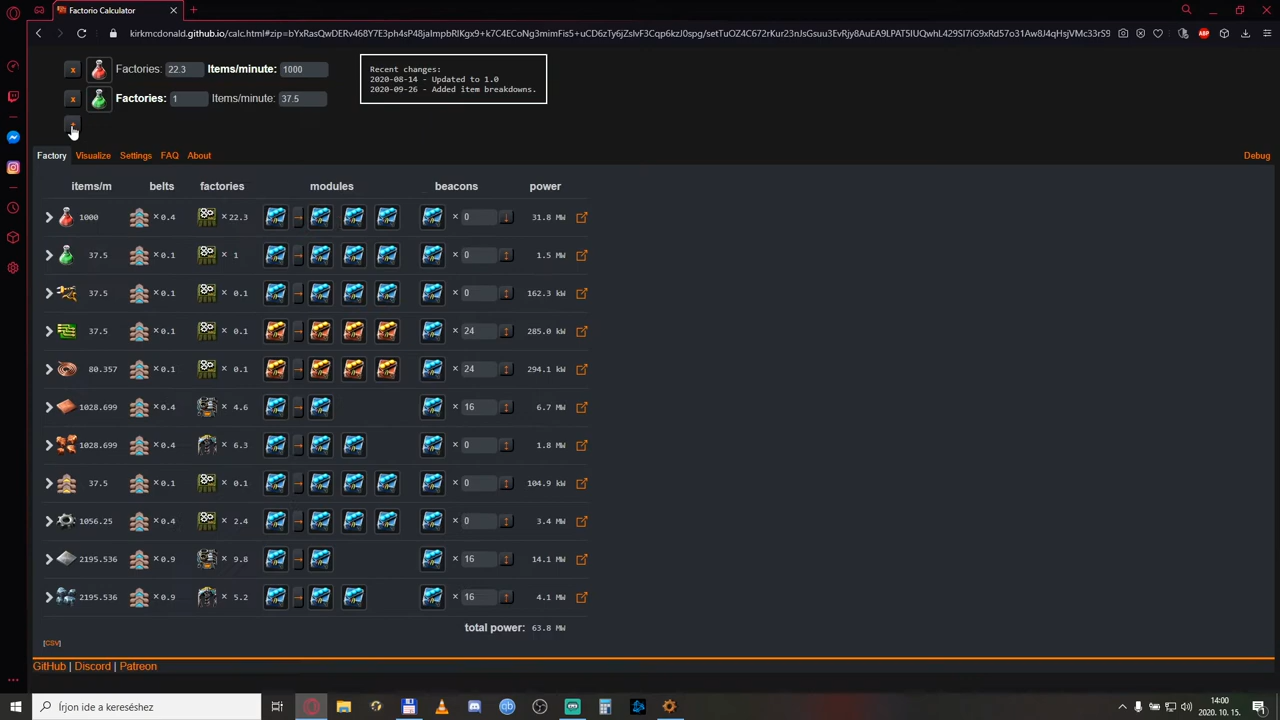 Factorio Calculator
kirkmcdonald.github.io/calc.html#zip=
x Factories: 22.3 Items/minute: 1000
x Factories: 1 Items/minute: 37.5
Recent changes:
2020-08-14 - Updated to 1.0
2020-09-26 - Added item breakdowns.
Factory Visualize Settings FAQ About Debug
items/m belts factories modules beacons power
1000 × 0.4 × 22.3 → × 0 31.8 MW
37.5 × 0.1 × 1 → × 0 1.5 MW
37.5 × 0.1 × 0.1 → × 0 162.3 kW
37.5 × 0.1 × 0.1 → × 24 285.0 kW
80.357 × 0.1 × 0.1 → × 24 294.1 kW
1028.699 × 0.4 × 4.6 → × 16 6.7 MW
1028.699 × 0.4 × 6.3 → × 0 1.8 MW
37.5 × 0.1 × 0.1 → × 0 104.9 kW
1056.25 × 0.4 × 2.4 → × 0 3.4 MW
2195.536 × 0.9 × 9.8 → × 16 14.1 MW
2195.536 × 0.9 × 5.2 → × 16 4.1 MW
total power: 63.8 MW
[CSV]
GitHub | Discord | Patreon
Írjon ide a kereséshez
14:00
2020. 10. 15.